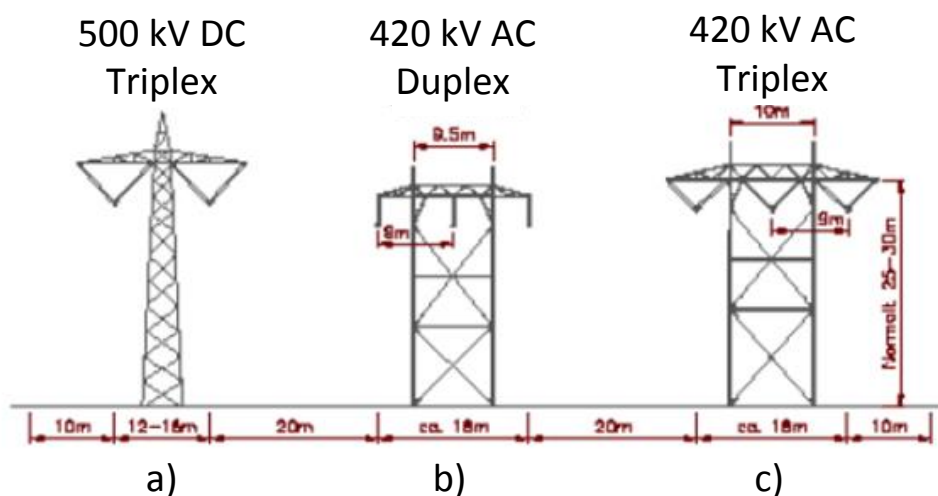 500 kV DC
Triplex
420 kV AC
Duplex
420 kV AC
Triplex
9.5m
10m
9m
9m
Normalt 25-30m
10m
12-16m
20m
ca. 18m
20m
ca. 18m
10m
a)
b)
c)